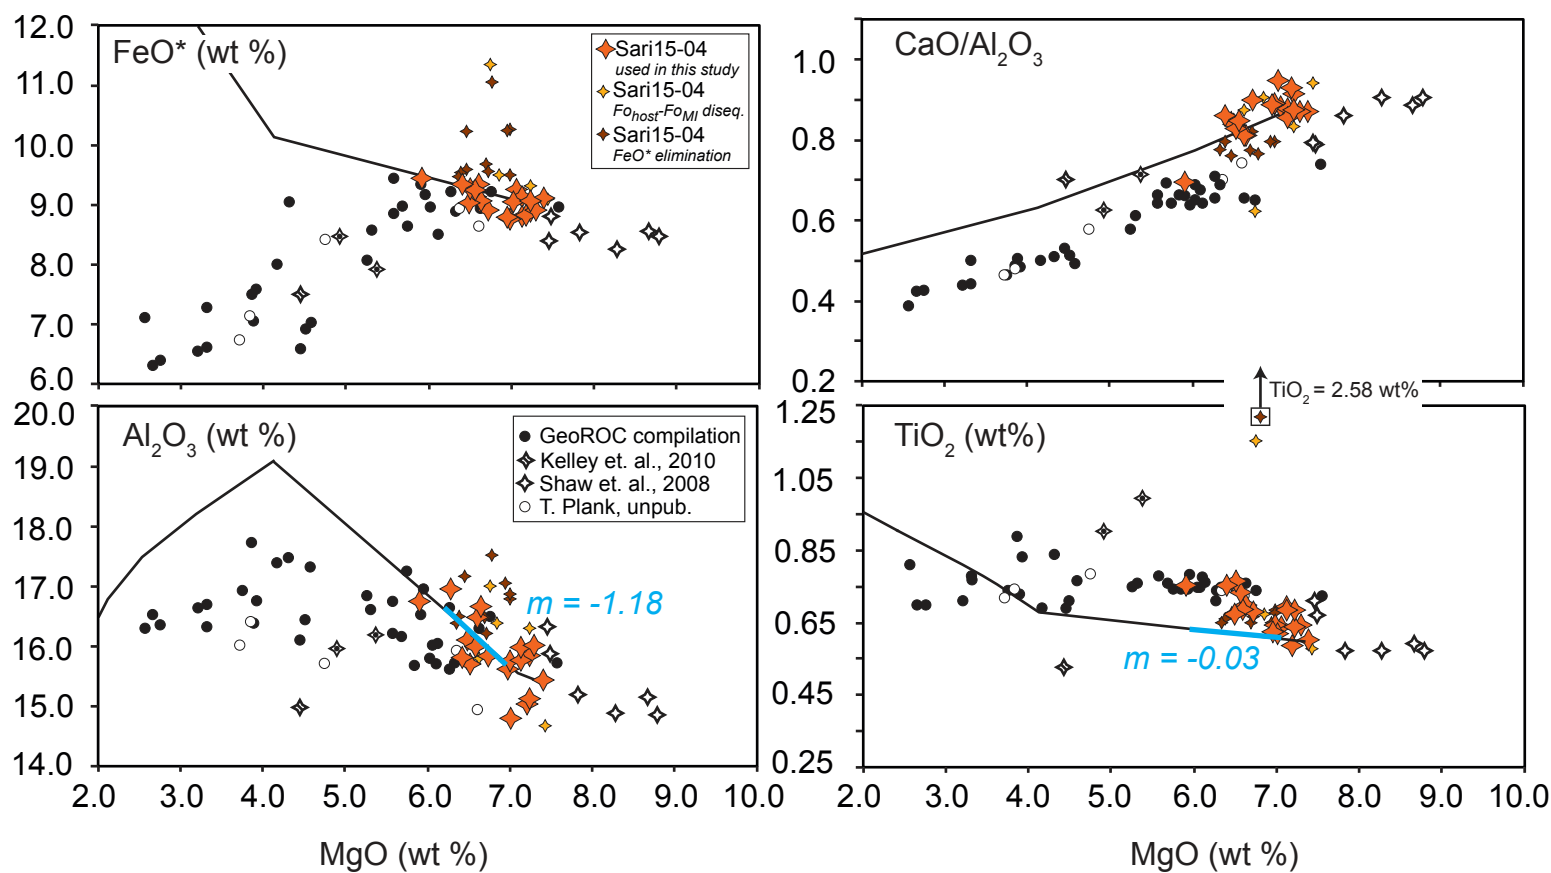 FeO* (wt %)
12.0
11.0
10.0
9.0
8.0
7.0
6.0
Sari15-04
used in this study
Sari15-04
Fo_host-Fo_MI diseq.
Sari15-04
FeO* elimination
CaO/Al₂O₃
1.0
0.8
0.6
0.4
0.2
Al₂O₃ (wt %)
20.0
19.0
18.0
17.0
16.0
15.0
14.0
GeoROC compilation
Kelley et. al., 2010
Shaw et. al., 2008
T. Plank, unpub.
m = -1.18
2.0 3.0 4.0 5.0 6.0 7.0 8.0 9.0 10.0
MgO (wt %)
TiO₂ = 2.58 wt%
TiO₂ (wt%)
1.25
1.05
0.85
0.65
0.45
0.25
m = -0.03
2.0 3.0 4.0 5.0 6.0 7.0 8.0 9.0 10.0
MgO (wt %)